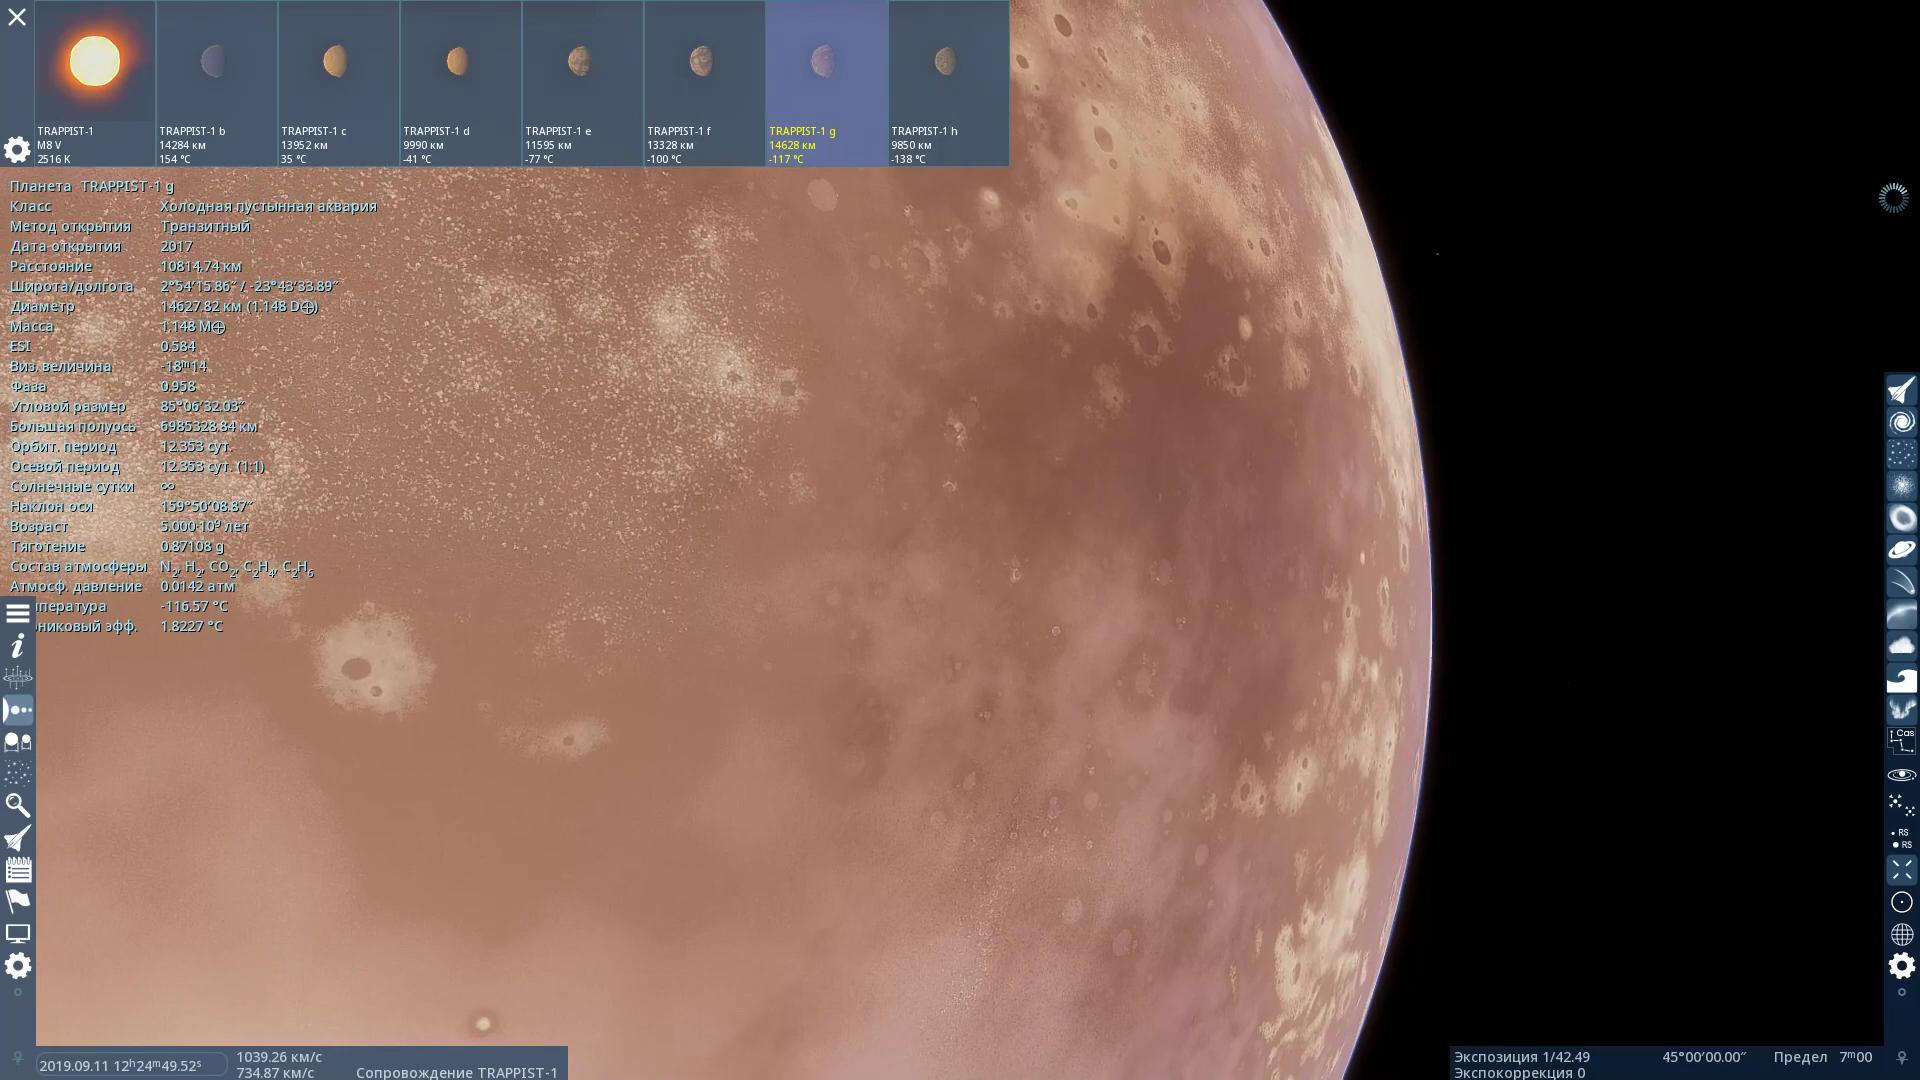 TRAPPIST-1
M8 V
2516 K
TRAPPIST-1 b
14284 км
154 °C
TRAPPIST-1 c
13952 км
35 °C
TRAPPIST-1 d
9990 км
-41 °C
TRAPPIST-1 e
11595 км
-77 °C
TRAPPIST-1 f
13328 км
-100 °C
TRAPPIST-1 g
14628 км
-117 °C
TRAPPIST-1 h
9850 км
-138 °C
Планета TRAPPIST-1 g
Класс Холодная пустынная аквария
Метод открытия Транзитный
Дата открытия 2017
Расстояние 10814.74 км
Широта/долгота 2°54′15.86″ / -23°43′33.89″
Диаметр 14627.82 км (1.148 D⊕)
Масса 1.148 M⊕
ESI 0.584
Виз. величина -18ᵐ14
Фаза 0.958
Угловой размер 85°06′32.03″
Большая полуось 6985328.84 км
Орбит. период 12.353 сут.
Осевой период 12.353 сут. (1:1)
Солнечные сутки ∞
Наклон оси 159°50′08.87″
Возраст 5.000·10⁹ лет
Тяготение 0.87108 g
Состав атмосферы N₂, H₂, CO₂, C₂H₄, C₂H₆
Атмосф. давление 0.0142 атм
пература -116.57 °C
никовый эфф. 1.8227 °C
Cas
RS
RS
2019.09.11 12ʰ24ᵐ49.52ˢ
1039.26 км/с
734.87 км/с Сопровождение TRAPPIST-1
Экспозиция 1/42.49 45°00′00.00″ Предел 7ᵐ00
Экспокоррекция 0